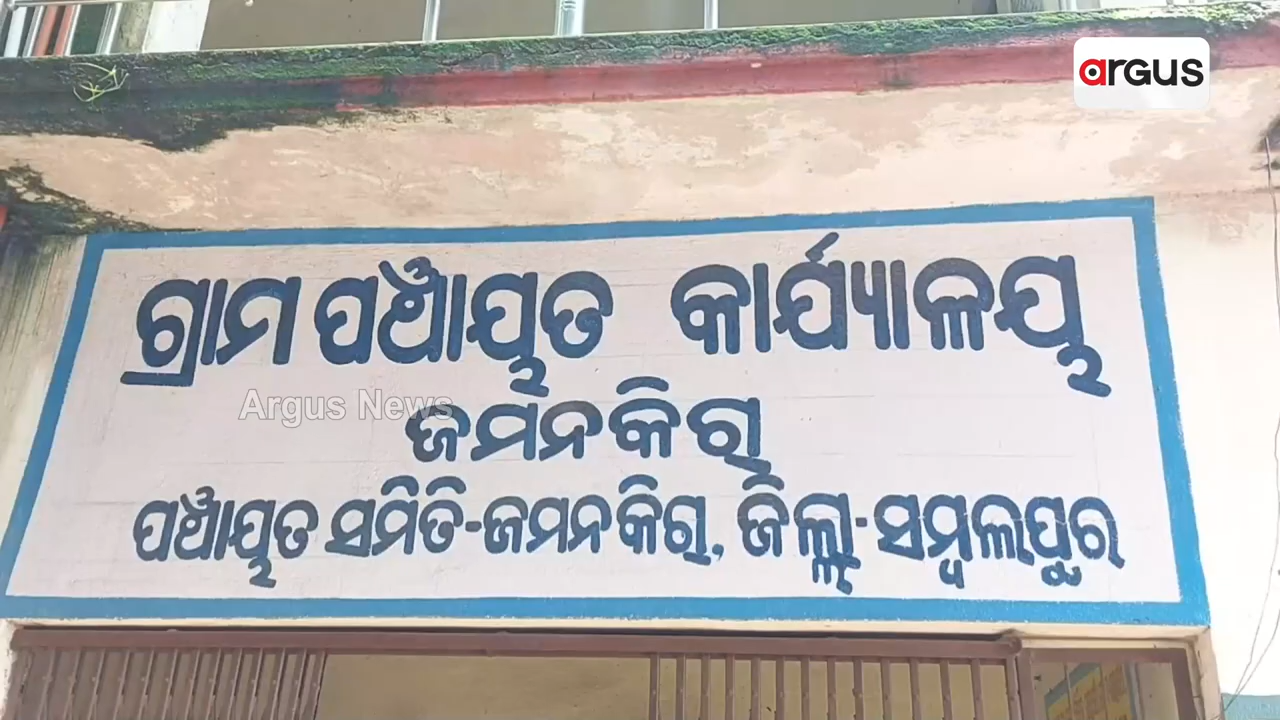 argus
ଗ୍ରାମ ପଞ୍ଚାୟତ କାର୍ଯ୍ୟାଳୟ
Argus News
ଜମନକିରା
ପଞ୍ଚାୟତ ସମିତି-ଜମନକିରା, ଜିଲ୍ଲା-ସମ୍ବଲପୁର